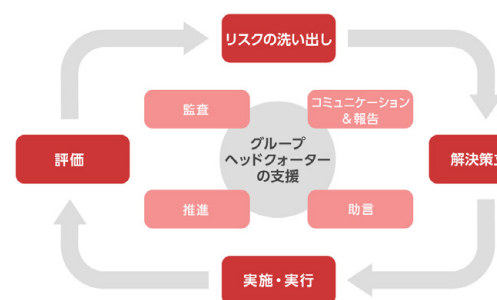 リスクの洗い出し
監査
コミュニケーション
&報告
グループ
ヘッドクォーター
の支援
評価
解決策
推進
助言
実施・実行